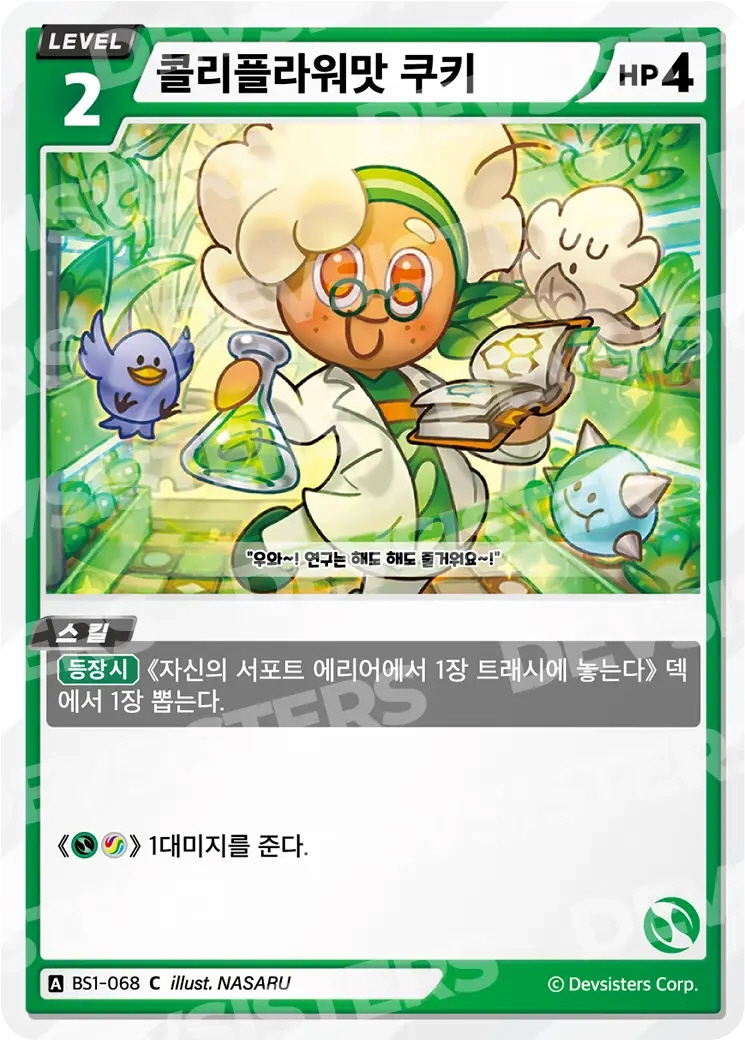 LEVEL
2
콜리플라워맛 쿠키
HP 4
"우와~! 연구는 해도 해도 즐거워요~!"
스킬
등장 시 《자신의 서포트 에리어에서 1장 트래시에 놓는다》 덱
에서 1장 뽑는다.
《 》 1대미지를 준다.
A BS1-068 C illust. NASARU
© Devsisters Corp.
DEVSISTERS